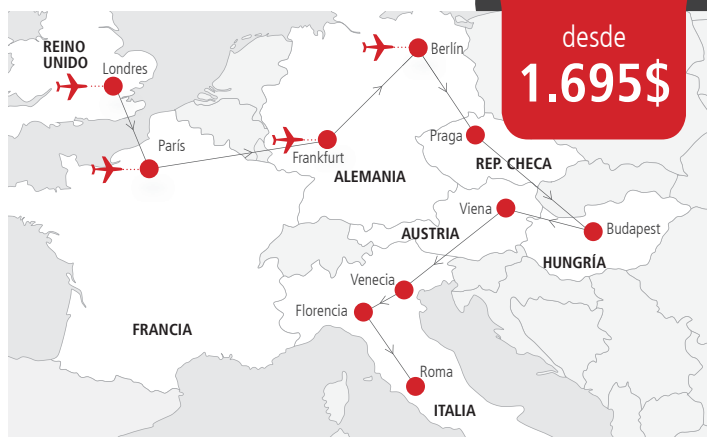 desde
1.695$
REINO
UNIDO
Londres
Berlín
París
Praga
Frankfurt
REP. CHECA
ALEMANIA
Viena
AUSTRIA
Budapest
HUNGRÍA
Venecia
Florencia
FRANCIA
Roma
ITALIA